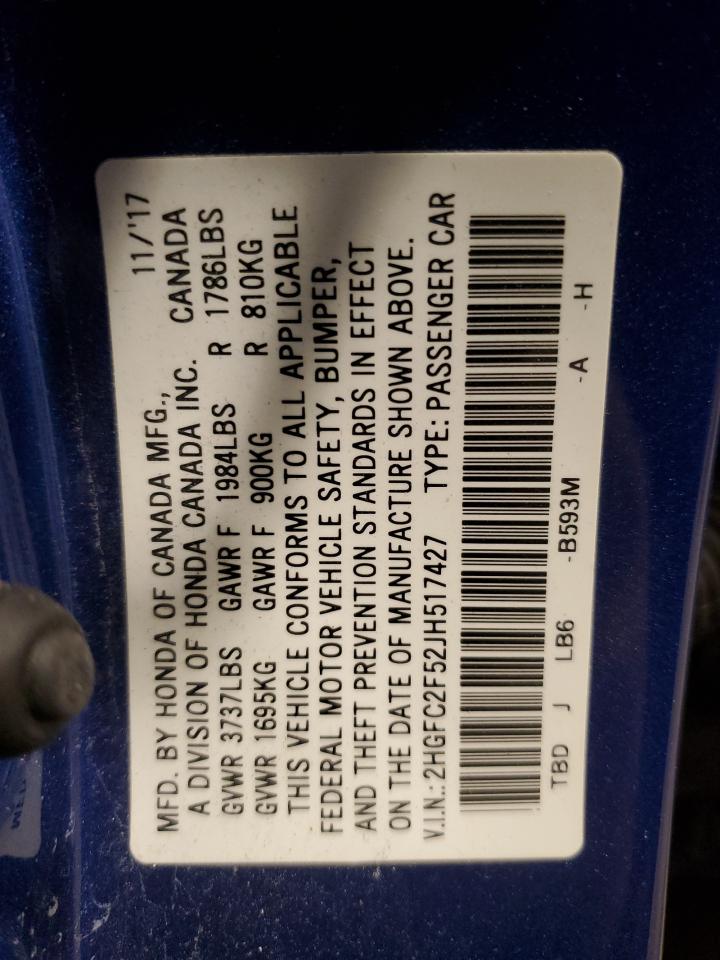 MFD. BY HONDA OF CANADA MFG., 11/'17
A DIVISION OF HONDA CANADA INC. CANADA
GVWR 3737LBS GAWR F 1984LBS R 1786LBS
GVWR 1695KG GAWR F 900KG R 810KG
THIS VEHICLE CONFORMS TO ALL APPLICABLE
FEDERAL MOTOR VEHICLE SAFETY, BUMPER,
AND THEFT PREVENTION STANDARDS IN EFFECT
ON THE DATE OF MANUFACTURE SHOWN ABOVE.
V.I.N.: 2HGFC2F52JH517427 TYPE: PASSENGER CAR
TBD J LB6 -B593M -A -H